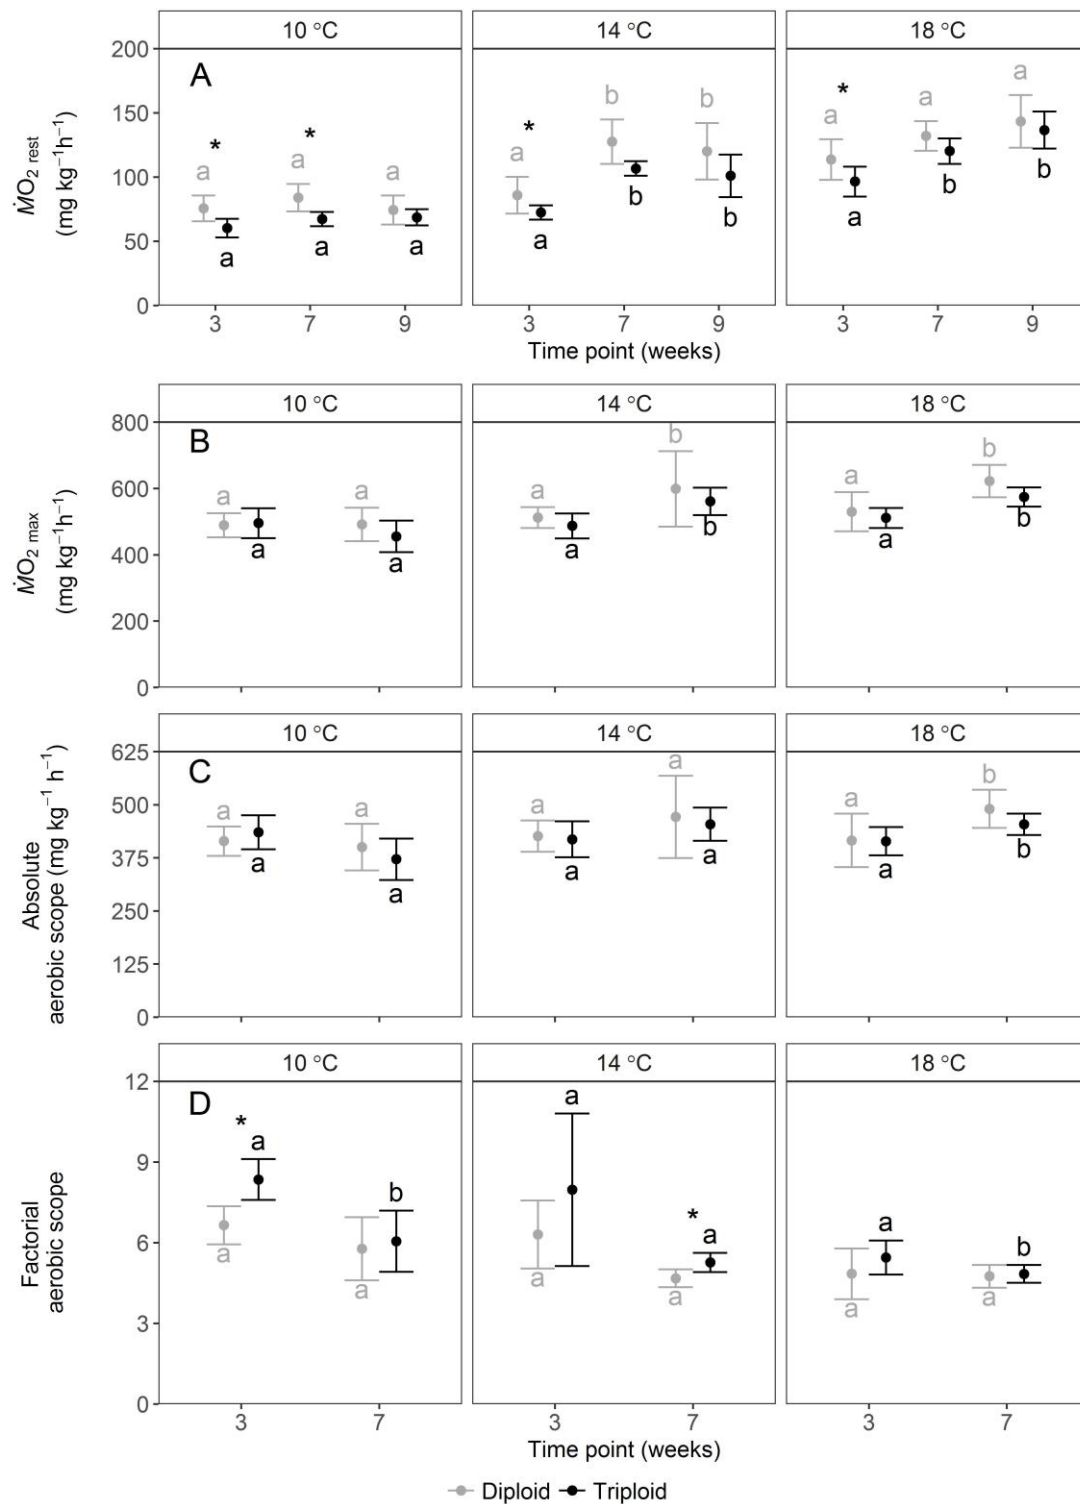 10 °C 14 °C 18 °C
A
ṀO2 rest
(mg kg−1h−1)
200
150
100
50
0
* * * *
a a a a b b a a a
a a a a b b a b b
3 7 9 3 7 9 3 7 9
Time point (weeks)
10 °C 14 °C 18 °C
B
ṀO2 max
(mg kg−1h−1)
800
600
400
200
0
a a a b a b
a a a b a b
10 °C 14 °C 18 °C
C
Absolute
aerobic scope (mg kg−1 h−1)
625
500
375
250
125
0
a a a a a b
a a a a a b
10 °C 14 °C 18 °C
D
Factorial
aerobic scope
12
9
6
3
0
* *
a b a a a b
a a a a a a
3 7 3 7 3 7
Time point (weeks)
Diploid Triploid